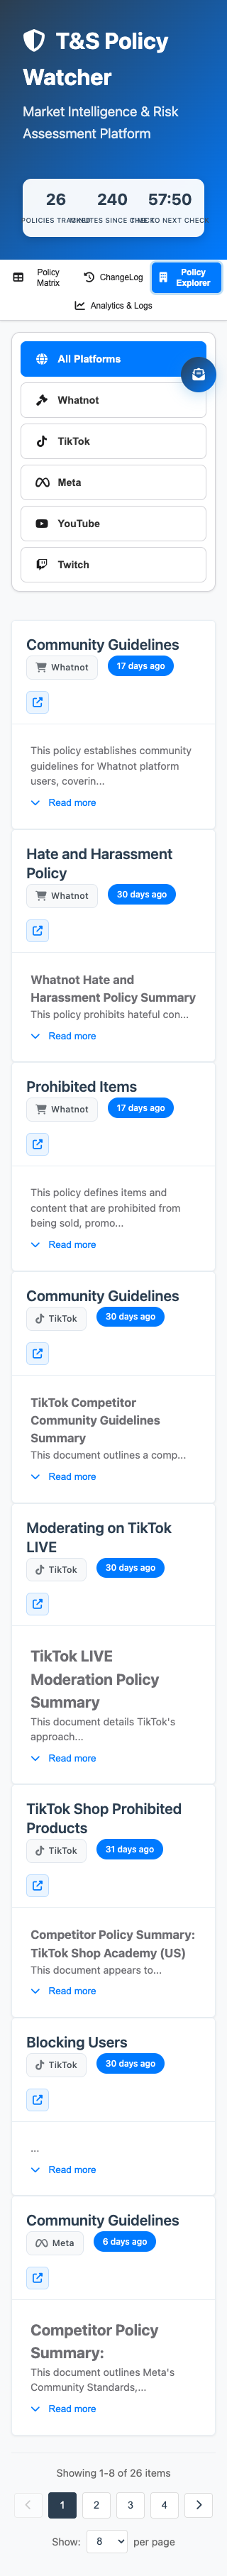 T&S Policy
Watcher
Market Intelligence & Risk
Assessment Platform
26
240
57:50
POLICIES TRACKED
MINUTES SINCE CHECK
TIME TO NEXT CHECK
Policy
Matrix
ChangeLog
Policy
Explorer
Analytics & Logs
All Platforms
Whatnot
TikTok
Meta
YouTube
Twitch
Community Guidelines
Whatnot
17 days ago
This policy establishes community
guidelines for Whatnot platform
users, coverin...
Read more
Hate and Harassment
Policy
Whatnot
30 days ago
Whatnot Hate and
Harassment Policy Summary
This policy prohibits hateful con...
Read more
Prohibited Items
Whatnot
17 days ago
This policy defines items and
content that are prohibited from
being sold, promo...
Read more
Community Guidelines
TikTok
30 days ago
TikTok Competitor
Community Guidelines
Summary
This document outlines a comp...
Read more
Moderating on TikTok
LIVE
TikTok
30 days ago
TikTok LIVE
Moderation Policy
Summary
This document details TikTok's
approach...
Read more
TikTok Shop Prohibited
Products
TikTok
31 days ago
Competitor Policy Summary:
TikTok Shop Academy (US)
This document appears to...
Read more
Blocking Users
TikTok
30 days ago
...
Read more
Community Guidelines
Meta
6 days ago
Competitor Policy
Summary:
This document outlines Meta's
Community Standards,...
Read more
Showing 1-8 of 26 items
1
2
3
4
Show:
8
per page